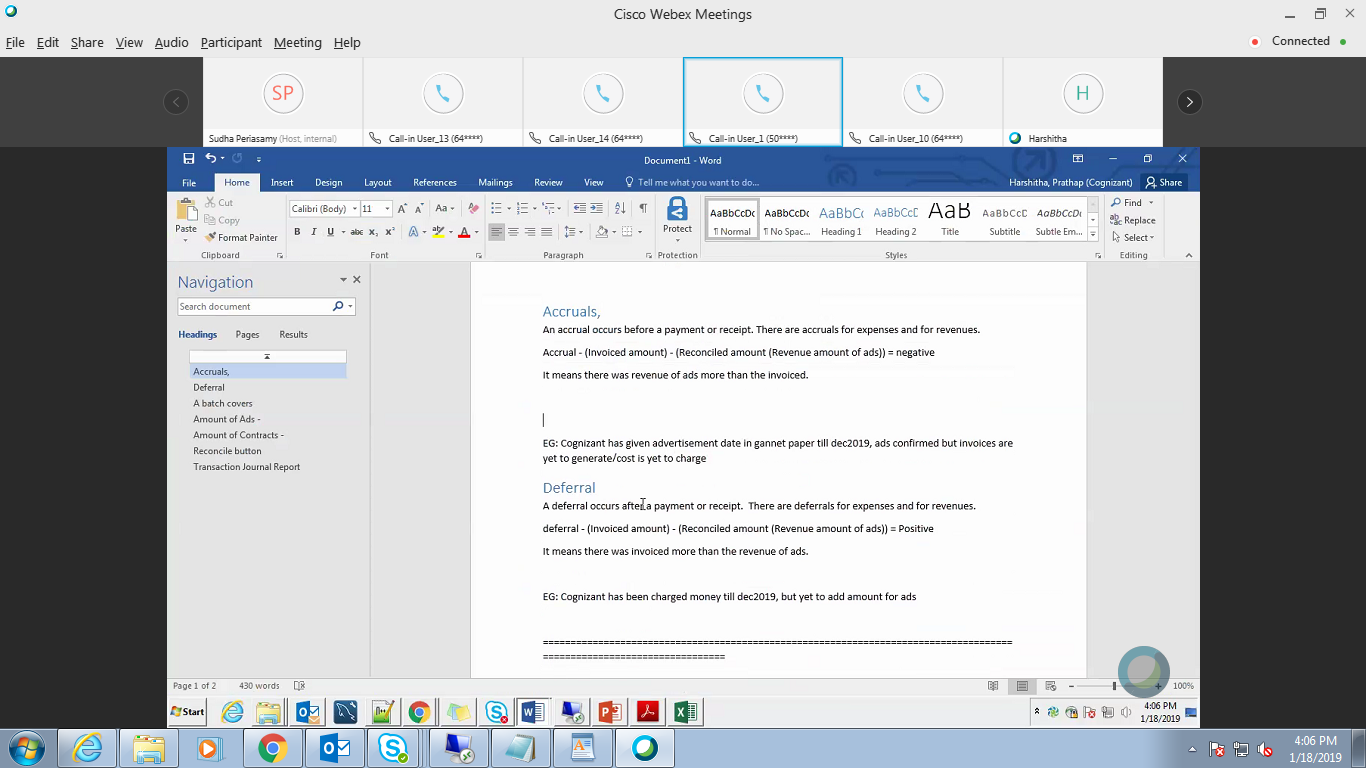 Cisco Webex Meetings
File Edit Share View Audio Participant Meeting Help
Connected
SP
H
Sudha Periasamy (Host, internal)
Call-in User_13 (64****)
Call-in User_14 (64****)
Call-in User_1 (50****)
Call-in User_10 (64****)
Harshitha
Document1 - Word
File Home Insert Design Layout References Mailings Review View Tell me what you want to do...
Harshitha, Prathap (Cognizant) Share
Paste
Cut
Copy
Format Painter
Calibri (Body) 11
Protect
AaBbCcDc AaBbCcDc AaBbC AaBbCcD AaB AaBbCcD AaBbCcDc
¶ Normal ¶ No Spac... Heading 1 Heading 2 Title Subtitle Subtle Em...
Find
Replace
Select
Clipboard Font Paragraph Protection Styles Editing
Navigation
Search document
Headings Pages Results
Accruals,
Deferral
A batch covers
Amount of Ads -
Amount of Contracts -
Reconcile button
Transaction Journal Report
Accruals,
An accrual occurs before a payment or receipt. There are accruals for expenses and for revenues.
Accrual - (Invoiced amount) - (Reconciled amount (Revenue amount of ads)) = negative
It means there was revenue of ads more than the invoiced.
EG: Cognizant has given advertisement date in gannet paper till dec2019, ads confirmed but invoices are
yet to generate/cost is yet to charge
Deferral
A deferral occurs after a payment or receipt. There are deferrals for expenses and for revenues.
deferral - (Invoiced amount) - (Reconciled amount (Revenue amount of ads)) = Positive
It means there was invoiced more than the revenue of ads.
EG: Cognizant has been charged money till dec2019, but yet to add amount for ads
=====================================================================================
=================================
Page 1 of 2 430 words
100%
Start
4:06 PM
1/18/2019
4:06 PM
1/18/2019